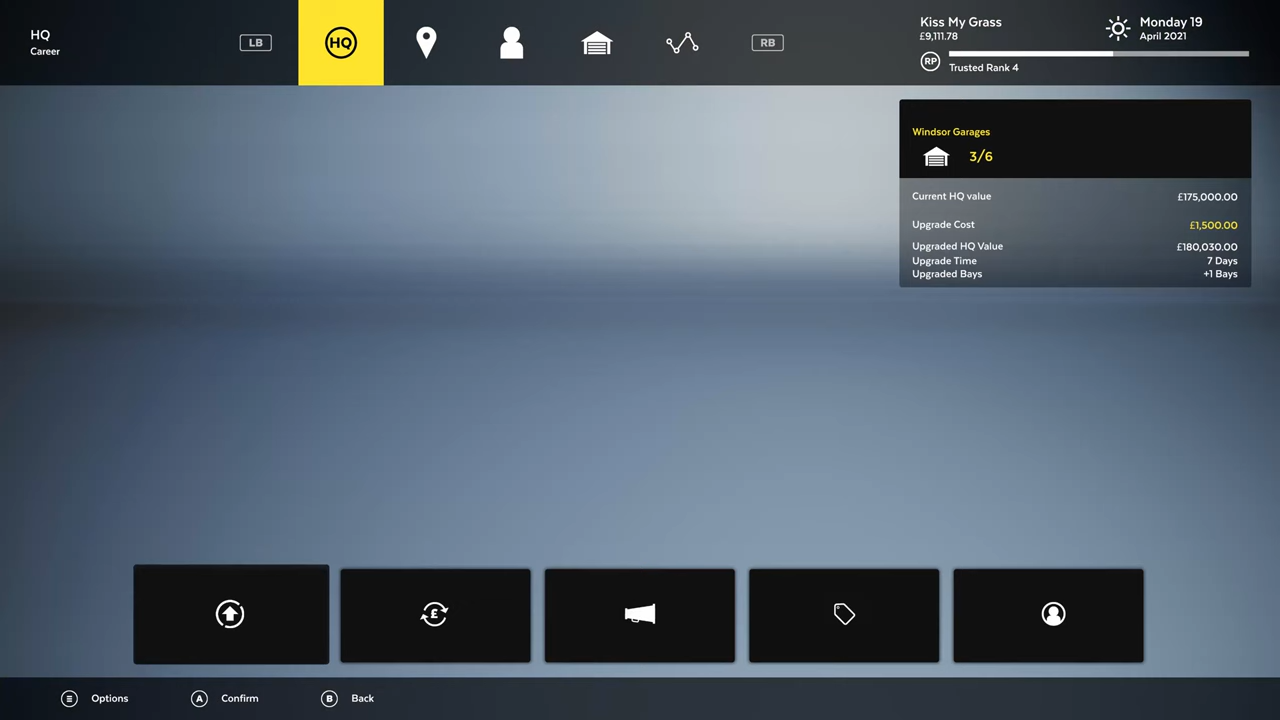 HQ
Career
LB
HQ
RB
Kiss My Grass
£9,111.78
Monday 19
April 2021
RP
Trusted Rank 4
Windsor Garages
3/6
Current HQ value £175,000.00
Upgrade Cost £1,500.00
Upgraded HQ Value £180,030.00
Upgrade Time 7 Days
Upgraded Bays +1 Bays
£
A
B
Options
Confirm
Back